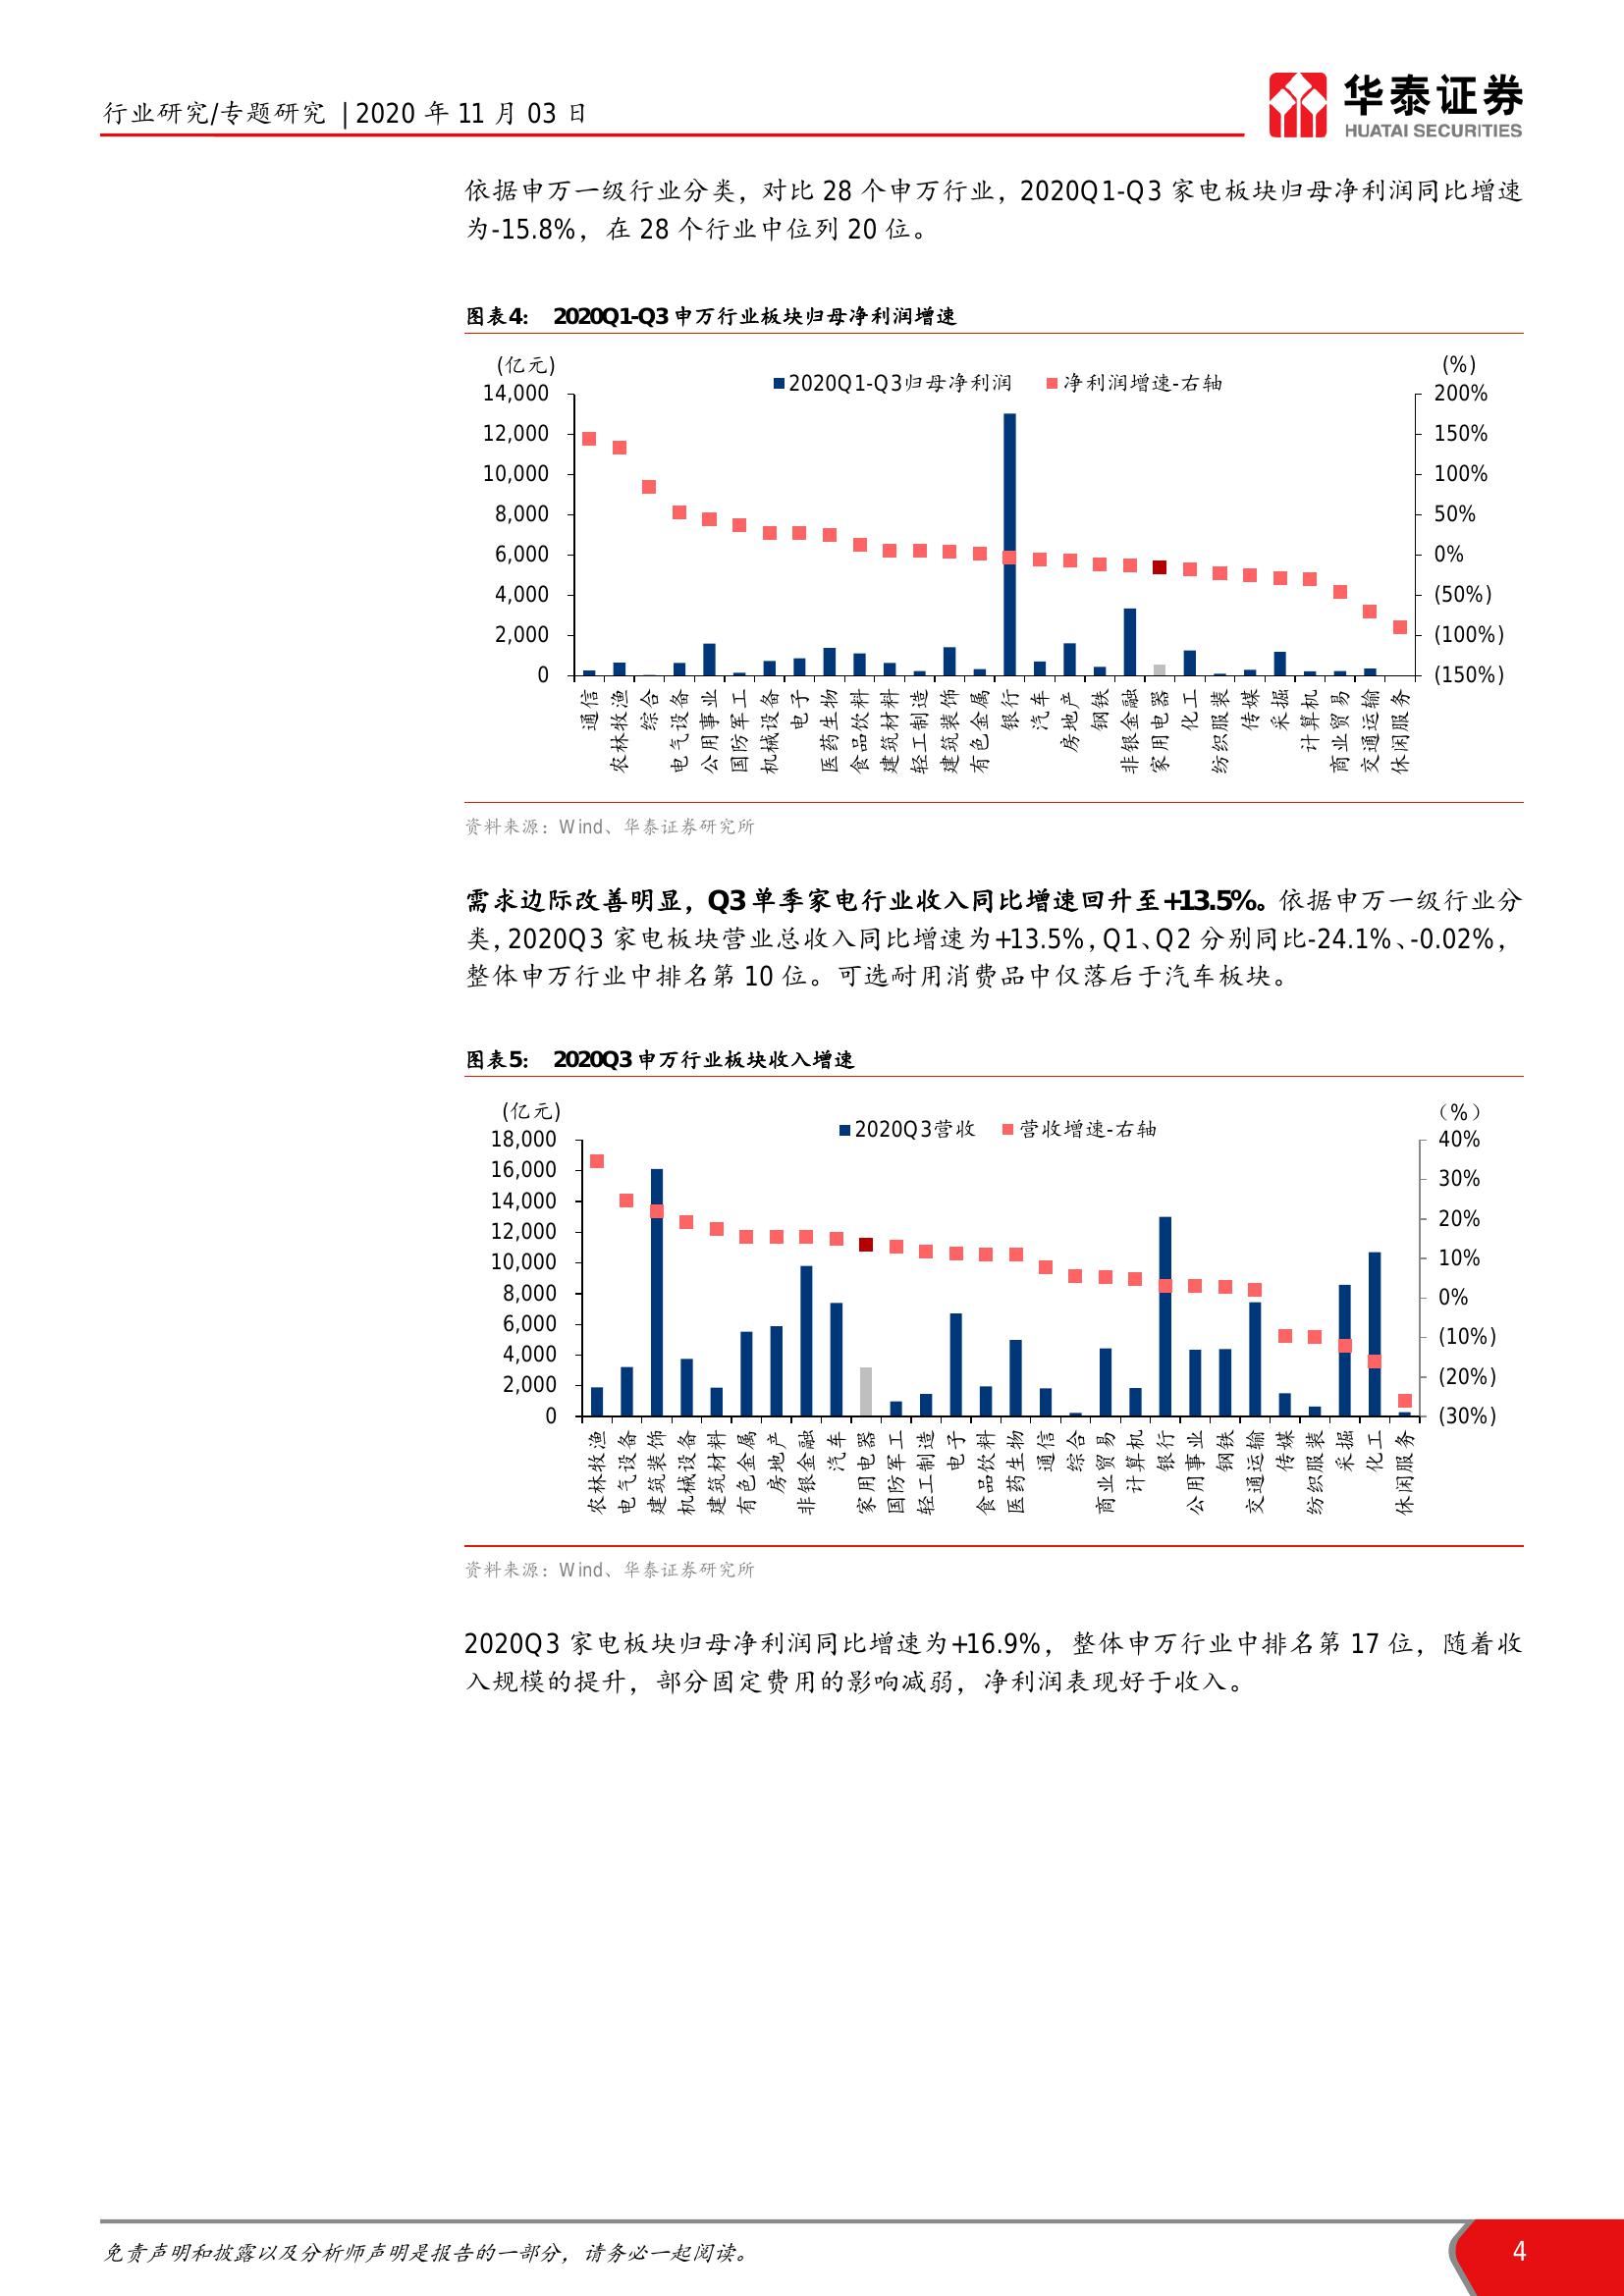 行业研究/专题研究 | 2020 年 11 月 03 日
华泰证券
HUATAI SECURITIES
依据申万一级行业分类，对比 28 个申万行业，2020Q1-Q3 家电板块归母净利润同比增速
为-15.8%，在 28 个行业中位列 20 位。
图表4： 2020Q1-Q3 申万行业板块归母净利润增速
(亿元)
(%)
2020Q1-Q3归母净利润 净利润增速-右轴
14,000 200%
12,000 150%
10,000 100%
8,000 50%
6,000 0%
4,000 (50%)
2,000 (100%)
0 (150%)
通信
农林牧渔
综合
电气设备
公用事业
国防军工
机械设备
电子
医药生物
食品饮料
建筑材料
轻工制造
建筑装饰
有色金属
银行
汽车
房地产
钢铁
非银金融
家用电器
化工
纺织服装
传媒
采掘
计算机
商业贸易
交通运输
休闲服务
资料来源：Wind、华泰证券研究所
需求边际改善明显，Q3 单季家电行业收入同比增速回升至+13.5%。依据申万一级行业分
类，2020Q3 家电板块营业总收入同比增速为+13.5%，Q1、Q2 分别同比-24.1%、-0.02%，
整体申万行业中排名第 10 位。可选耐用消费品中仅落后于汽车板块。
图表5： 2020Q3 申万行业板块收入增速
(亿元)
（%）
2020Q3营收 营收增速-右轴
18,000
16,000
14,000
12,000
10,000
8,000
6,000
4,000
2,000
0
40%
30%
20%
10%
0%
(10%)
(20%)
(30%)
农林牧渔
电气设备
建筑装饰
机械设备
建筑材料
有色金属
房地产
非银金融
汽车
家用电器
国防军工
轻工制造
电子
食品饮料
医药生物
通信
综合
商业贸易
计算机
银行
公用事业
钢铁
交通运输
传媒
纺织服装
采掘
化工
休闲服务
资料来源：Wind、华泰证券研究所
2020Q3 家电板块归母净利润同比增速为+16.9%，整体申万行业中排名第 17 位，随着收
入规模的提升，部分固定费用的影响减弱，净利润表现好于收入。
免责声明和披露以及分析师声明是报告的一部分，请务必一起阅读。
4